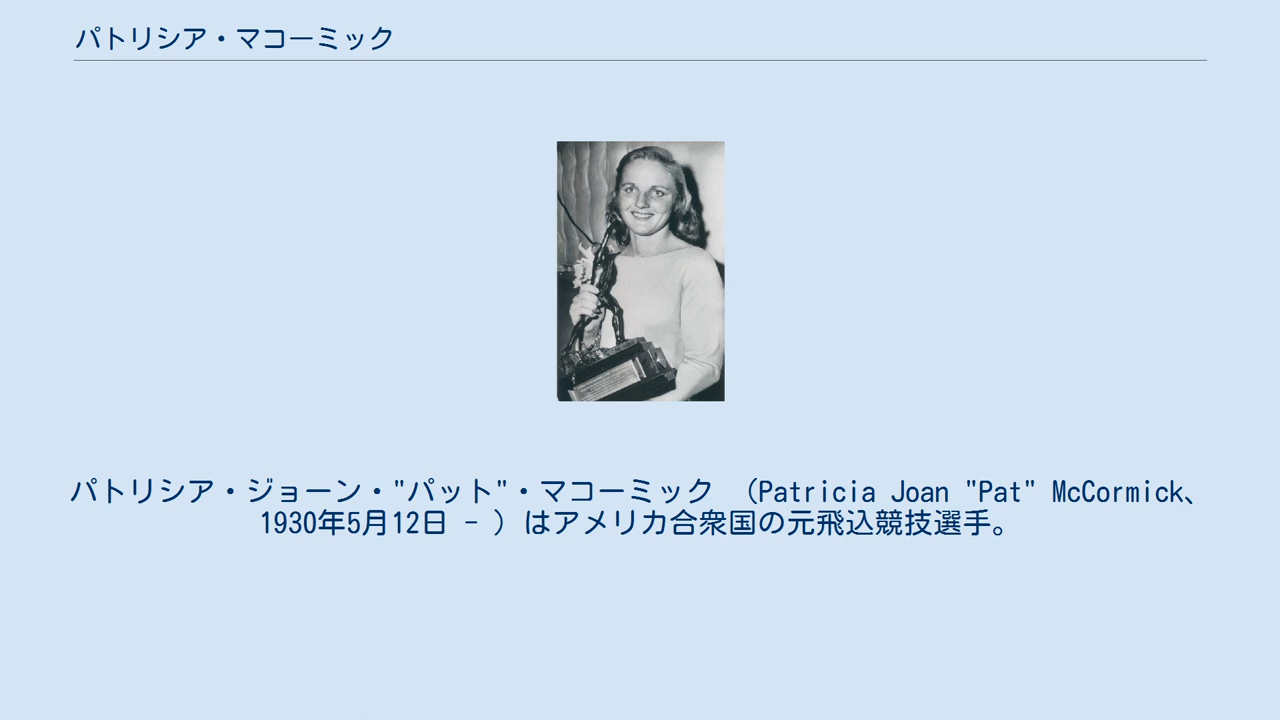 パトリシア・マコーミック
パトリシア・ジョーン・"パット"・マコーミック （Patricia Joan "Pat" McCormick、
1930年5月12日 - ）はアメリカ合衆国の元飛込競技選手。